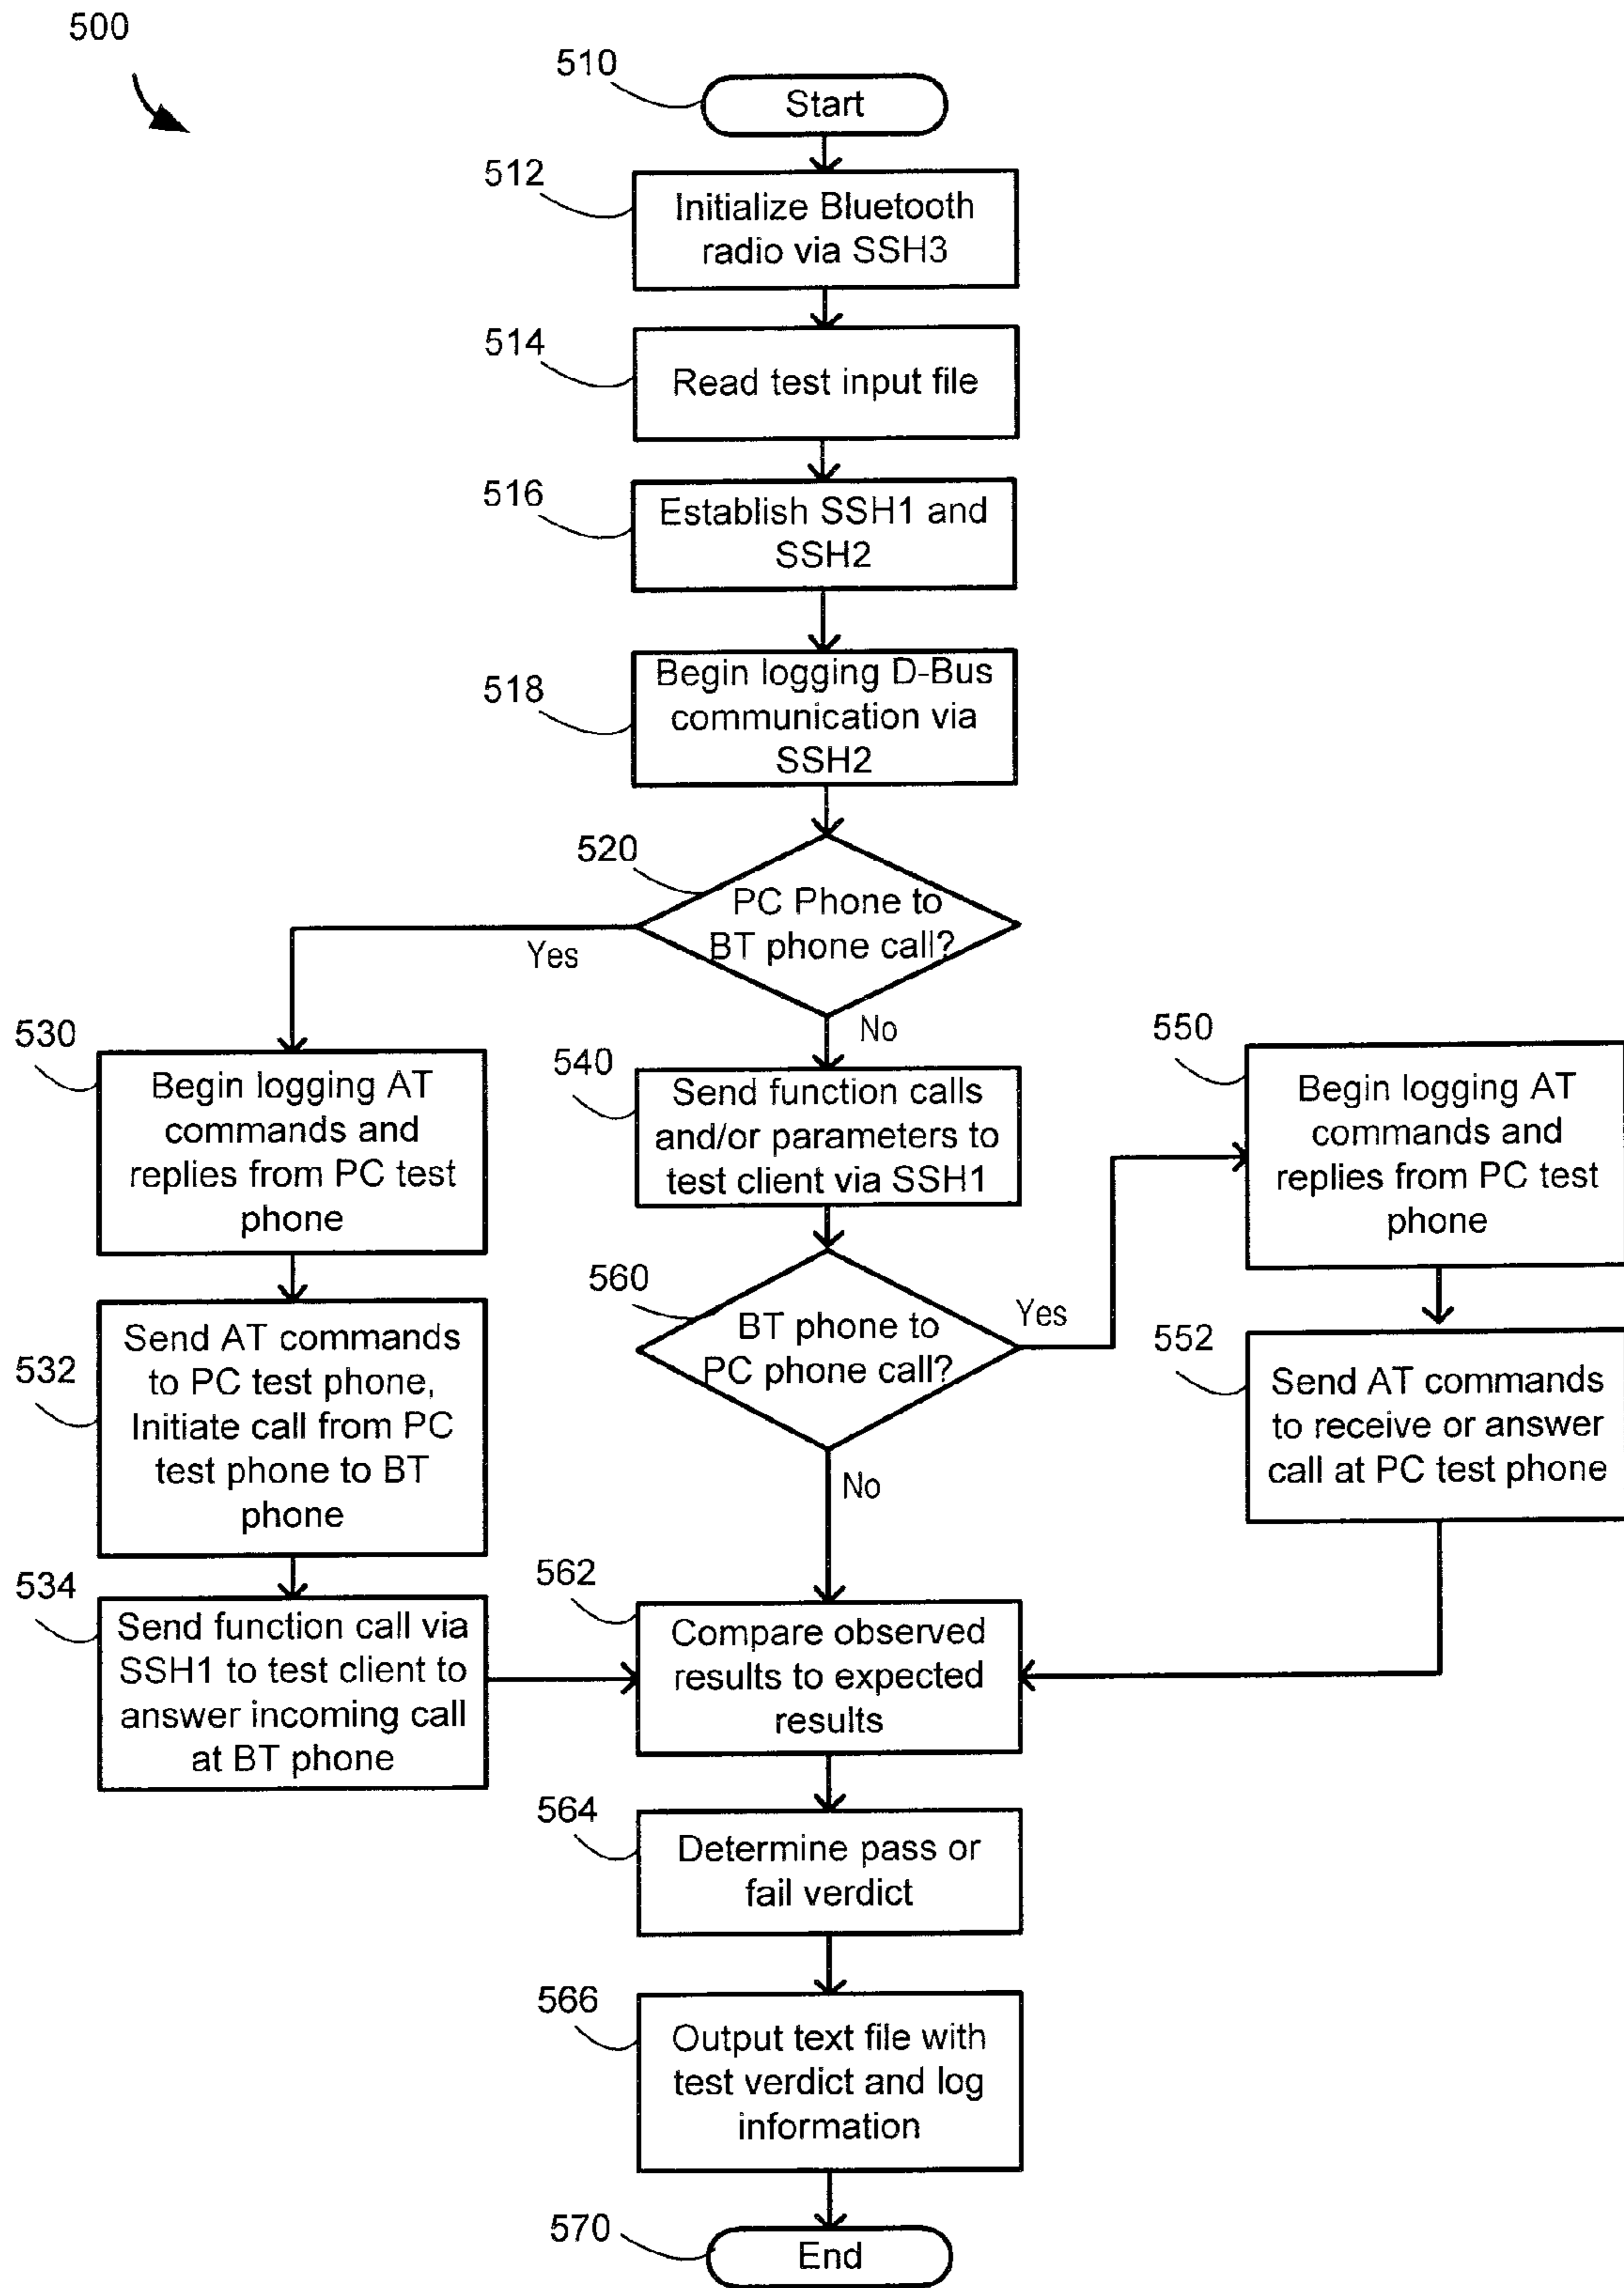 500
510
Start
512
Initialize Bluetooth
radio via SSH3
514
Read test input file
516
Establish SSH1 and
SSH2
518
Begin logging D-Bus
communication via
SSH2
520
PC Phone to
BT phone call?
Yes
No
530
Begin logging AT
commands and
replies from PC test
phone
532
Send AT commands
to PC test phone,
Initiate call from PC
test phone to BT
phone
534
Send function call via
SSH1 to test client to
answer incoming call
at BT phone
540
Send function calls
and/or parameters to
test client via SSH1
560
BT phone to
PC phone call?
Yes
No
550
Begin logging AT
commands and
replies from PC test
phone
552
Send AT commands
to receive or answer
call at PC test phone
562
Compare observed
results to expected
results
564
Determine pass or
fail verdict
566
Output text file with
test verdict and log
information
570
End